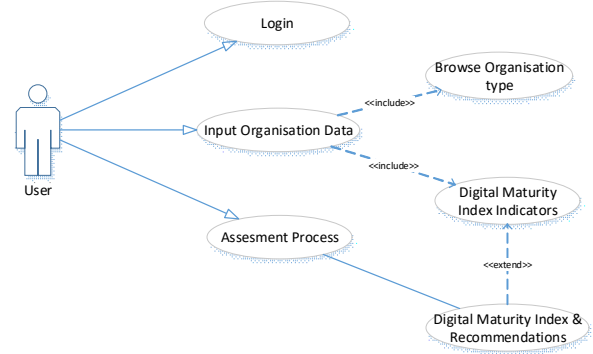 Login
Browse Organisation
type
<<include>>
Input Organisation Data
<<include>>
User
Digital Maturity
Index Indicators
Assesment Process
<<extend>>
Digital Maturity Index &
Recommendations